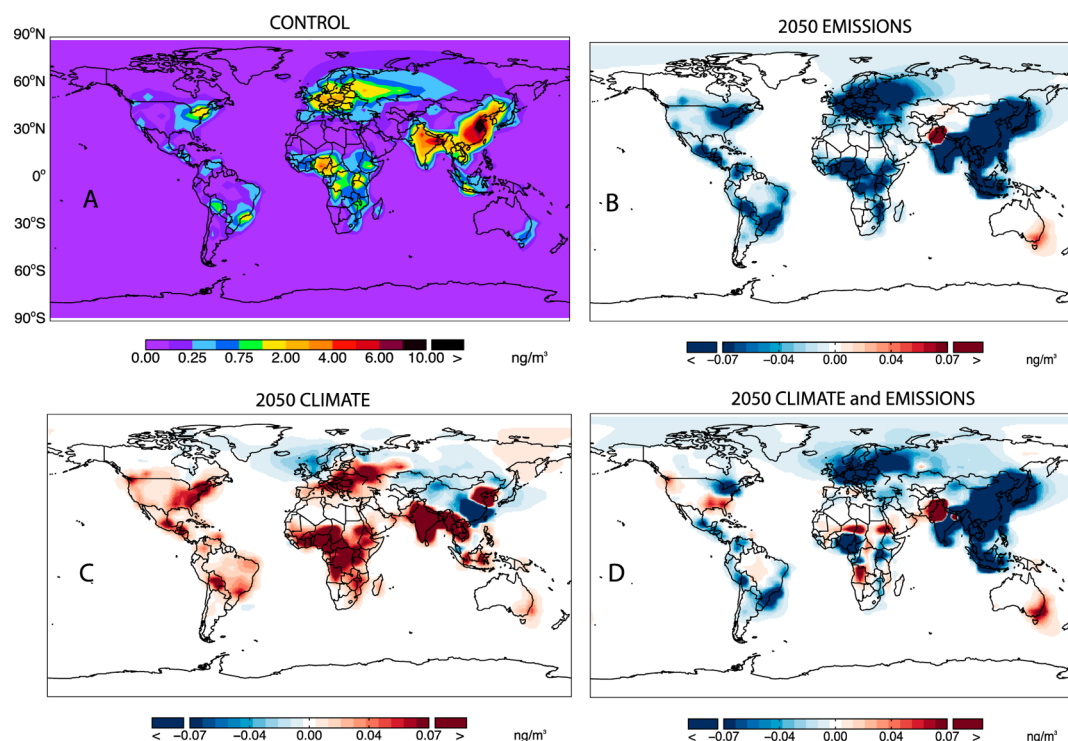 CONTROL
90°N
60°N
30°N
0°
30°S
60°S
90°S
A
0.00 0.25 0.75 2.00 4.00 6.00 10.00 >
ng/m³
2050 EMISSIONS
B
< −0.07 −0.04 0.00 0.04 0.07 >
ng/m³
2050 CLIMATE
C
< −0.07 −0.04 0.00 0.04 0.07 >
ng/m³
2050 CLIMATE and EMISSIONS
D
< −0.07 −0.04 0.00 0.04 0.07 >
ng/m³